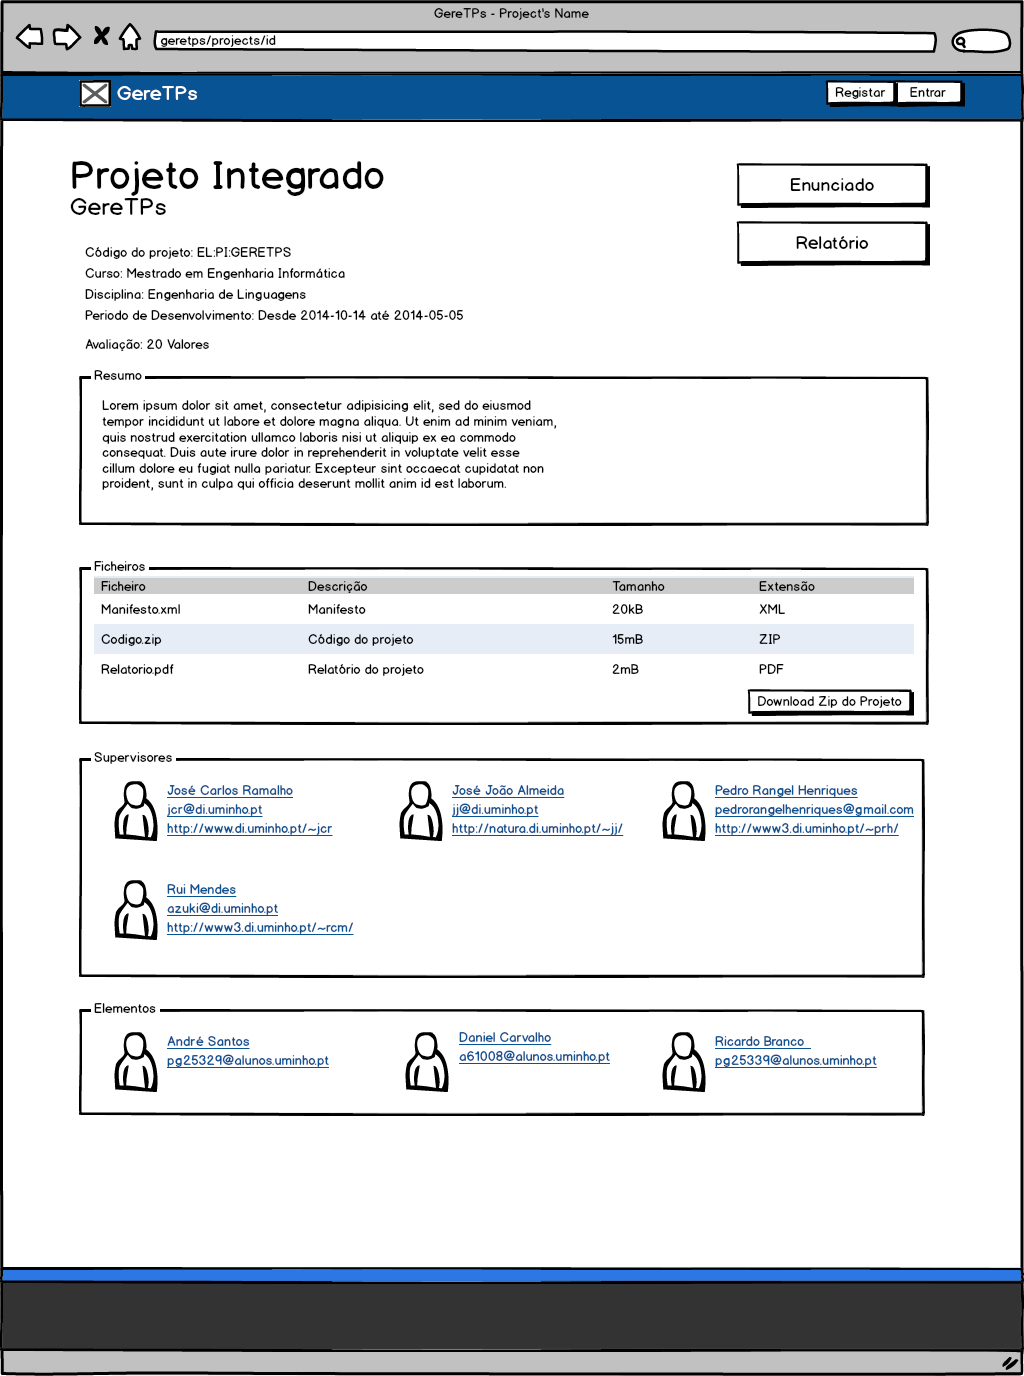 GereTPs - Project's Name
geretps/projects/id
GereTPs
Registar
Entrar
Projeto Integrado
GereTPs
Enunciado
Relatório
Código do projeto: EL:PI:GERETPS
Curso: Mestrado em Engenharia Informática
Disciplina: Engenharia de Linguagens
Periodo de Desenvolvimento: Desde 2014-10-14 até 2014-05-05
Avaliação: 20 Valores
Resumo
Lorem ipsum dolor sit amet, consectetur adipisicing elit, sed do eiusmod
tempor incididunt ut labore et dolore magna aliqua. Ut enim ad minim veniam,
quis nostrud exercitation ullamco laboris nisi ut aliquip ex ea commodo
consequat. Duis aute irure dolor in reprehenderit in voluptate velit esse
cillum dolore eu fugiat nulla pariatur. Excepteur sint occaecat cupidatat non
proident, sunt in culpa qui officia deserunt mollit anim id est laborum.
Ficheiros
Ficheiro Descrição Tamanho Extensão
Manifesto.xml Manifesto 20kB XML
Codigo.zip Código do projeto 15mB ZIP
Relatorio.pdf Relatório do projeto 2mB PDF
Download Zip do Projeto
Supervisores
José Carlos Ramalho
jcr@di.uminho.pt
http://www.di.uminho.pt/~jcr
José João Almeida
jj@di.uminho.pt
http://natura.di.uminho.pt/~jj/
Pedro Rangel Henriques
pedrorangelhenriques@gmail.com
http://www3.di.uminho.pt/~prh/
Rui Mendes
azuki@di.uminho.pt
http://www3.di.uminho.pt/~rcm/
Elementos
André Santos
pg25329@alunos.uminho.pt
Daniel Carvalho
a61008@alunos.uminho.pt
Ricardo Branco
pg25339@alunos.uminho.pt